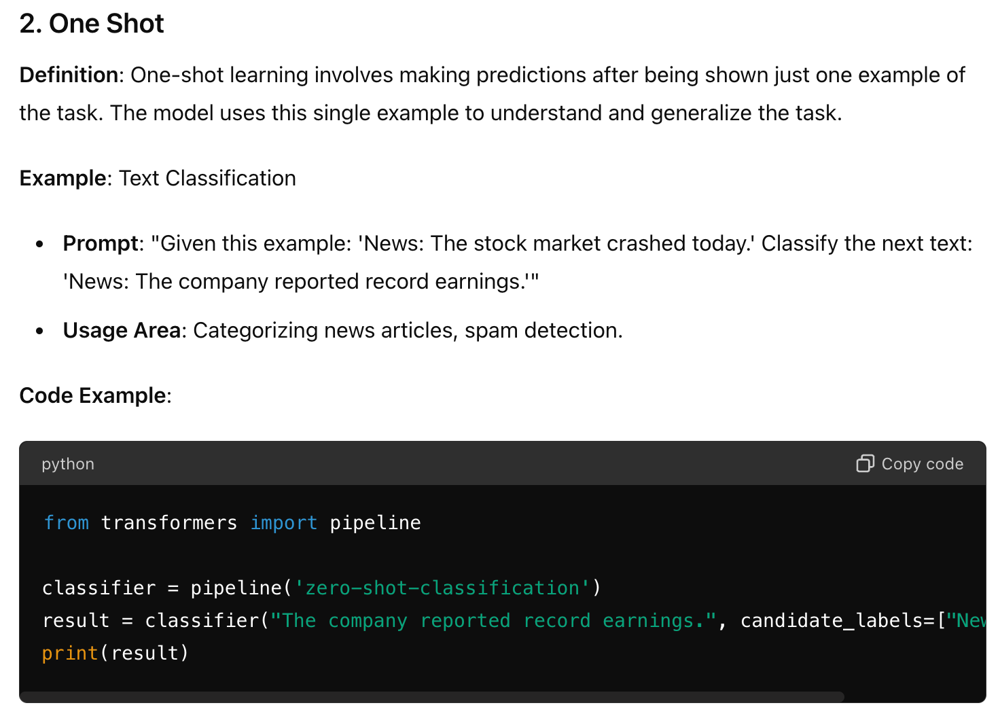 2. One Shot
Definition: One-shot learning involves making predictions after being shown just one example of
the task. The model uses this single example to understand and generalize the task.
Example: Text Classification
• Prompt: "Given this example: 'News: The stock market crashed today.' Classify the next text:
'News: The company reported record earnings.'"
• Usage Area: Categorizing news articles, spam detection.
Code Example:
python Copy code
from transformers import pipeline
classifier = pipeline('zero-shot-classification')
result = classifier("The company reported record earnings.", candidate_labels=["New
print(result)